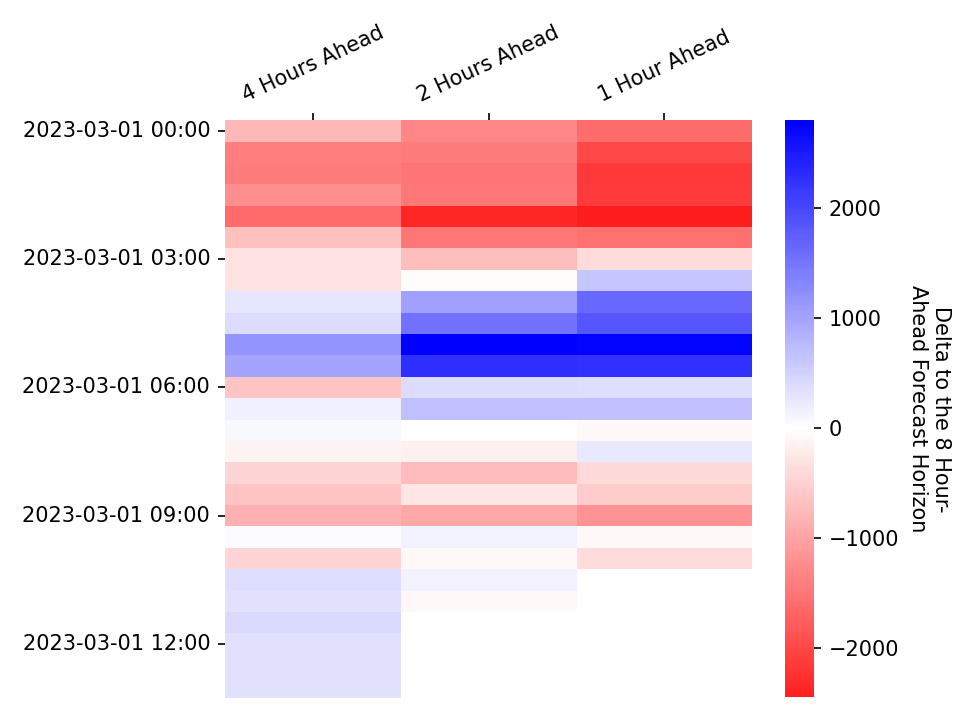 4 Hours Ahead
2 Hours Ahead
1 Hour Ahead
2023-03-01 00:00
2023-03-01 03:00
2023-03-01 06:00
2023-03-01 09:00
2023-03-01 12:00
2000
1000
0
−1000
−2000
Delta to the 8 Hour-
Ahead Forecast Horizon